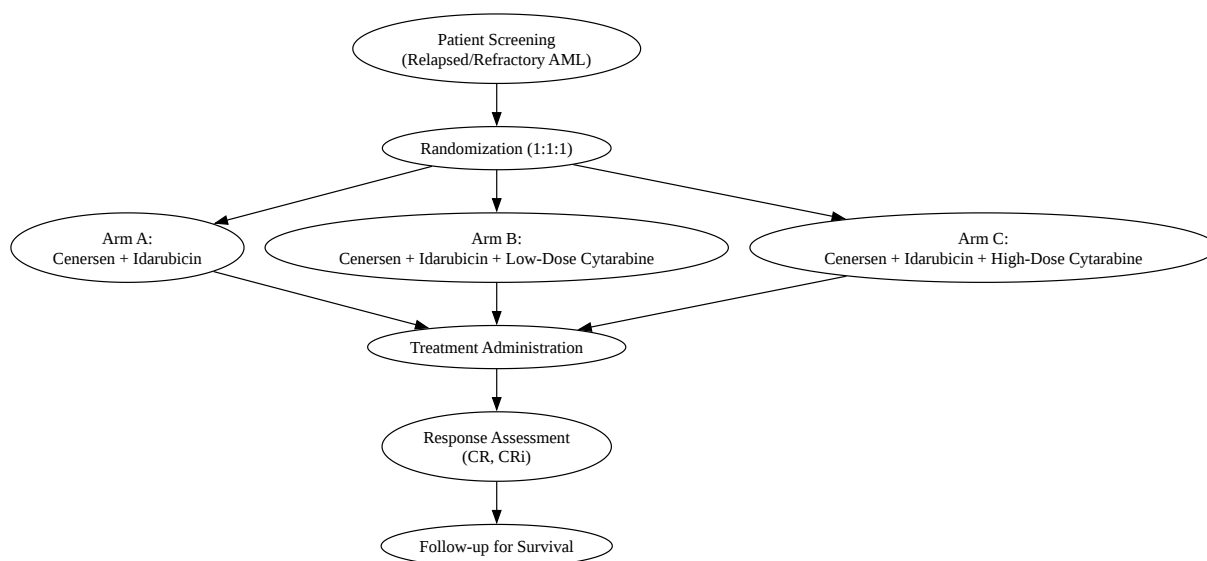 Patient Screening
(Relapsed/Refractory AML)
Randomization (1:1:1)
Arm A:
Cenersen + Idarubicin
Arm B:
Cenersen + Idarubicin + Low-Dose Cytarabine
Arm C:
Cenersen + Idarubicin + High-Dose Cytarabine
Treatment Administration
Response Assessment
(CR, CRi)
Follow-up for Survival